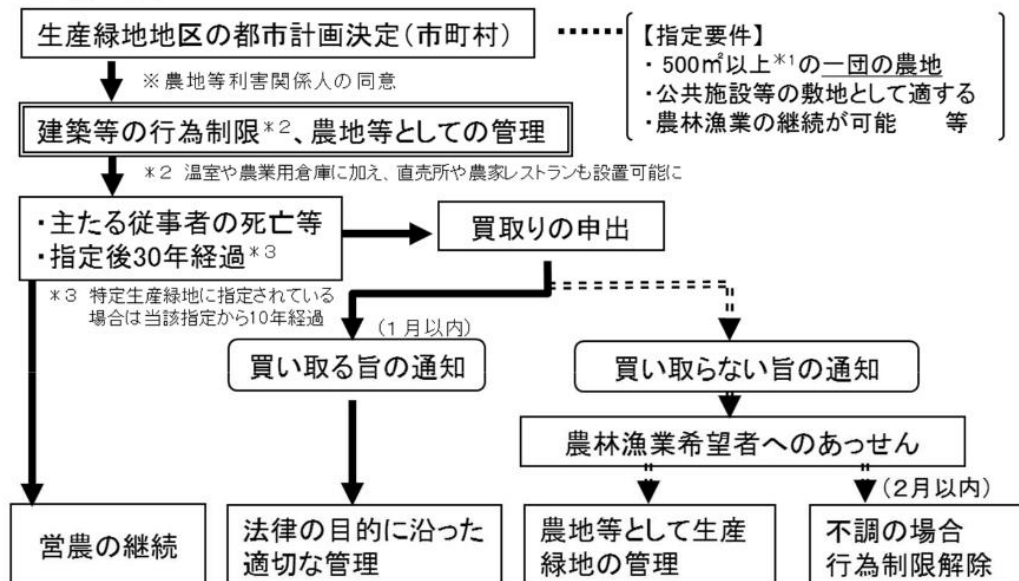 生産緑地地区の都市計画決定（市町村）
【指定要件】
・500㎡以上*1の一団の農地
・公共施設等の敷地として適する
・農林漁業の継続が可能　等
※農地等利害関係人の同意
建築等の行為制限*2、農地等としての管理
*2 温室や農業用倉庫に加え、直売所や農家レストランも設置可能に
・主たる従事者の死亡等
・指定後30年経過*3
買取りの申出
*3 特定生産緑地に指定されている
場合は当該指定から10年経過
（1月以内）
買い取る旨の通知
買い取らない旨の通知
農林漁業希望者へのあっせん
（2月以内）
営農の継続
法律の目的に沿った
適切な管理
農地等として生産
緑地の管理
不調の場合
行為制限解除